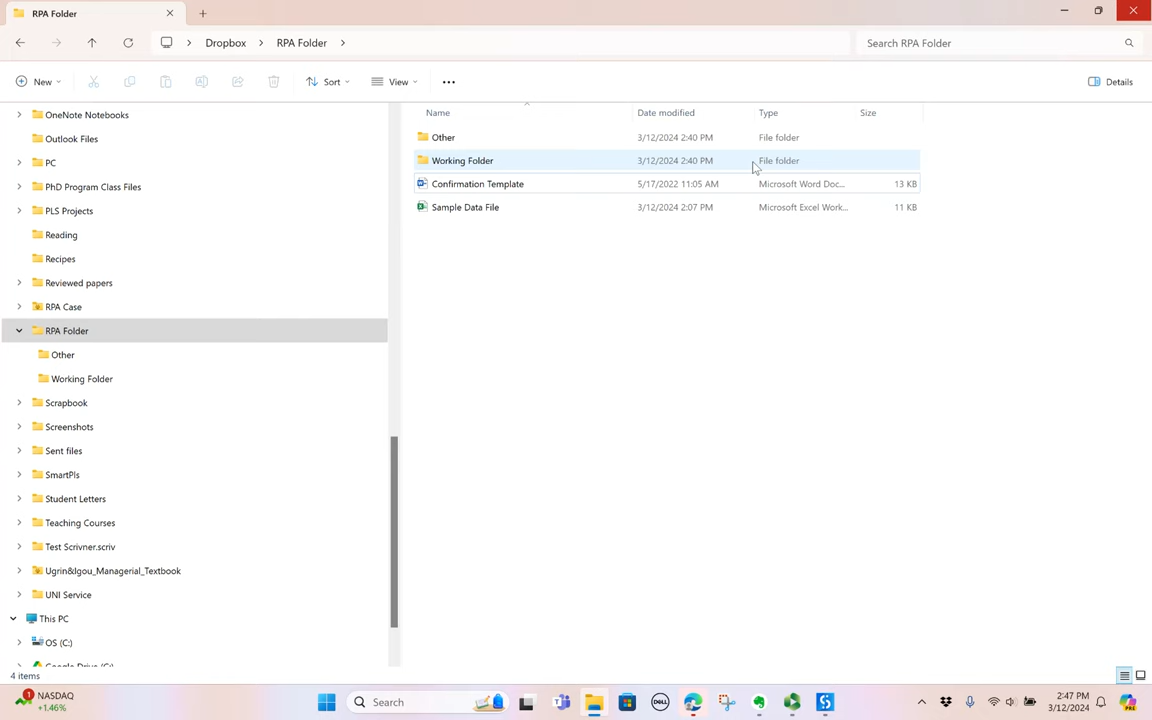 RPA Folder
Dropbox
RPA Folder
Search RPA Folder
New
Sort
View
Details
Name
Date modified
Type
Size
Other
3/12/2024 2:40 PM
File folder
Working Folder
3/12/2024 2:40 PM
File folder
Confirmation Template
5/17/2022 11:05 AM
Microsoft Word Doc...
13 KB
Sample Data File
3/12/2024 2:07 PM
Microsoft Excel Work...
11 KB
OneNote Notebooks
Outlook Files
PC
PhD Program Class Files
PLS Projects
Reading
Recipes
Reviewed papers
RPA Case
RPA Folder
Other
Working Folder
Scrapbook
Screenshots
Sent files
SmartPls
Student Letters
Teaching Courses
Test Scrivner.scriv
Ugrin&Igou_Managerial_Textbook
UNI Service
This PC
OS (C:)
Google Drive (G:)
4 items
1
NASDAQ
+1.46%
Search
DELL
2:47 PM
3/12/2024
PRE